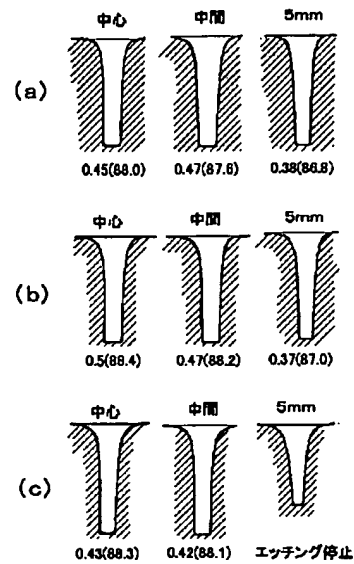 中心 中間 5mm
(a)
0.45(88.0) 0.47(87.6) 0.38(86.8)
中心 中間 5mm
(b)
0.5(88.4) 0.47(88.2) 0.37(87.0)
中心 中間 5mm
(c)
0.43(88.3) 0.42(88.1) エッチング停止